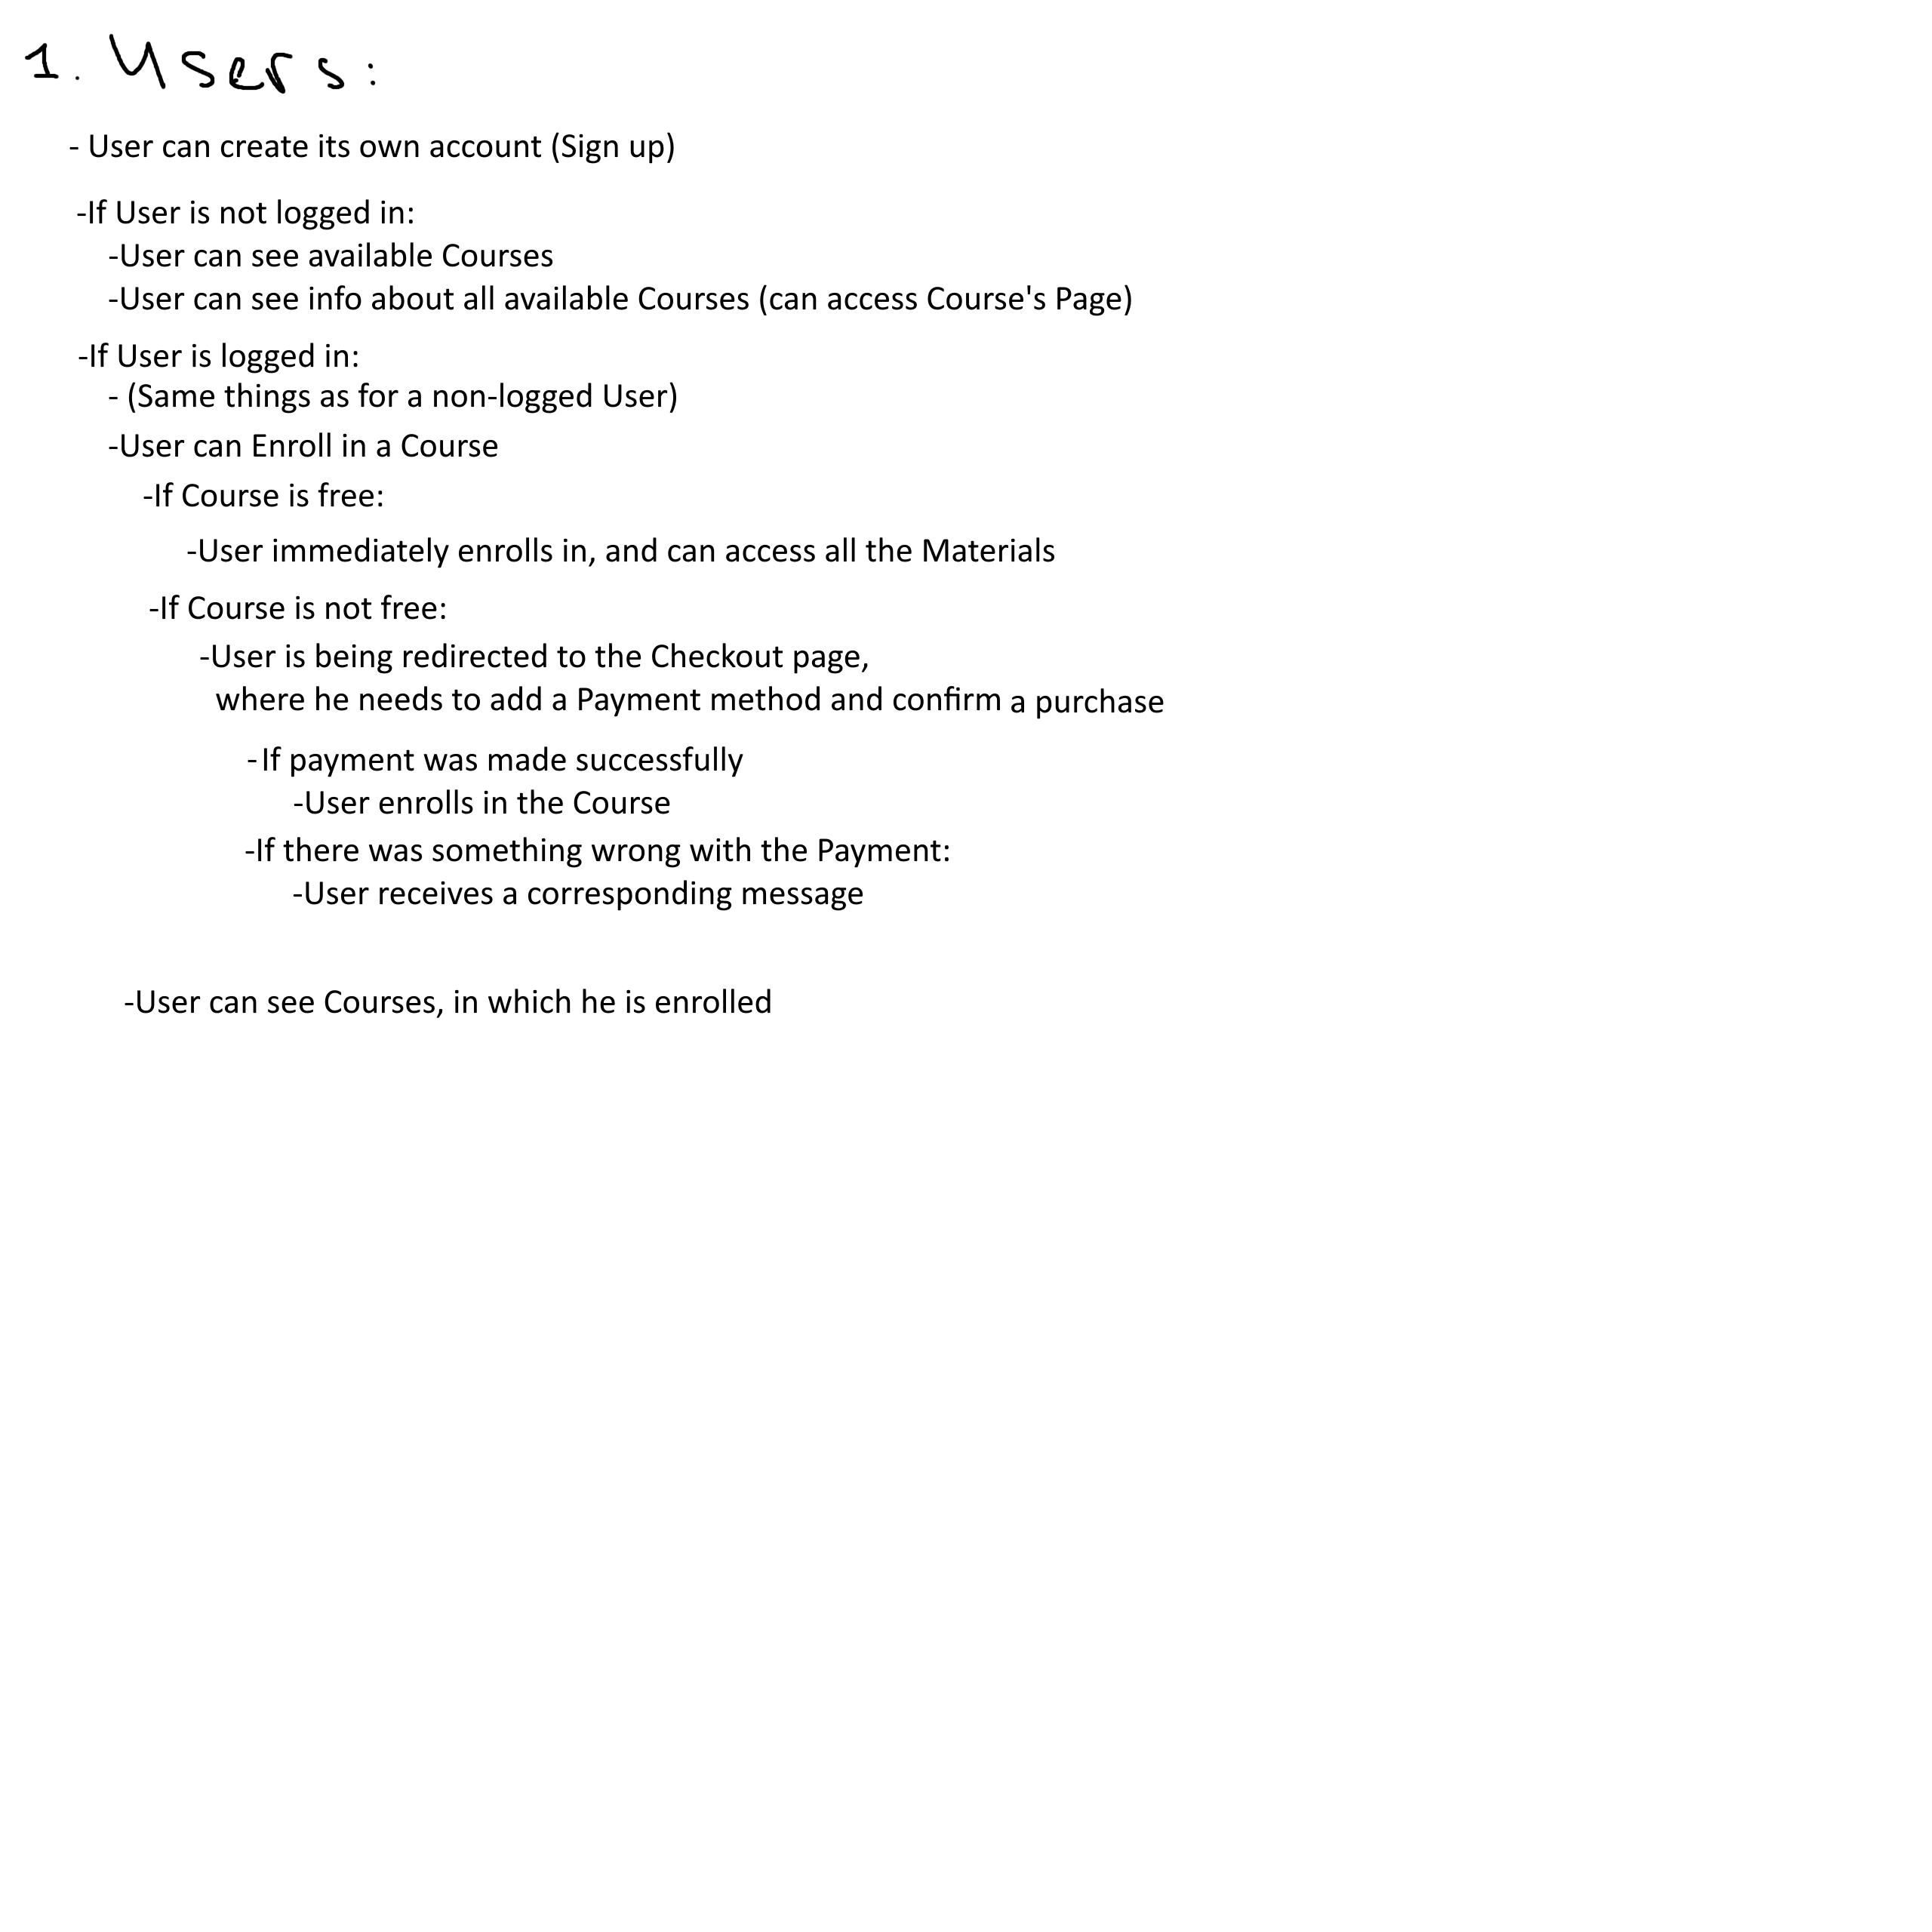 1. Users:
- User can create its own account (Sign up)
-If User is not logged in:
-User can see available Courses
-User can see info about all available Courses (can access Course's Page)
-If User is logged in:
- (Same things as for a non-logged User)
-User can Enroll in a Course
-If Course is free:
-User immediately enrolls in, and can access all the Materials
-If Course is not free:
-User is being redirected to the Checkout page,
where he needs to add a Payment method and confirm a purchase
-If payment was made successfully
-User enrolls in the Course
-If there was something wrong with the Payment:
-User receives a corresponding message
-User can see Courses, in which he is enrolled